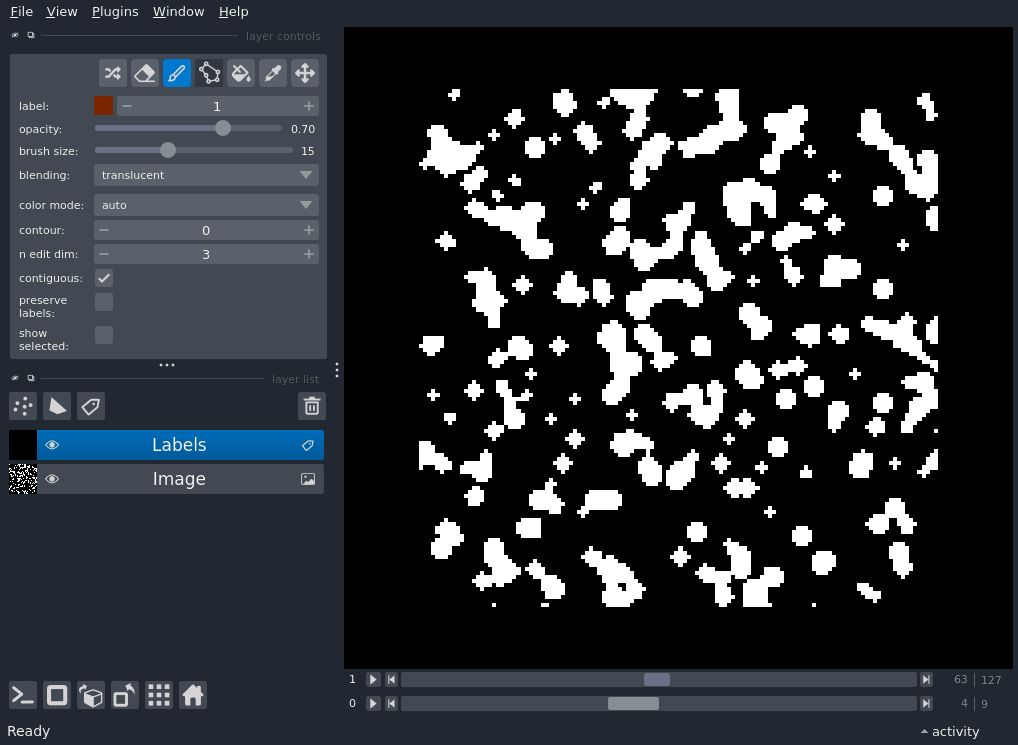 File View Plugins Window Help
layer controls
label: 1
opacity: 0.70
brush size: 15
blending: translucent
color mode: auto
contour: 0
n edit dim: 3
contiguous:
preserve
labels:
show
selected:
layer list
Labels
Image
1 63 127
0 4 9
Ready activity